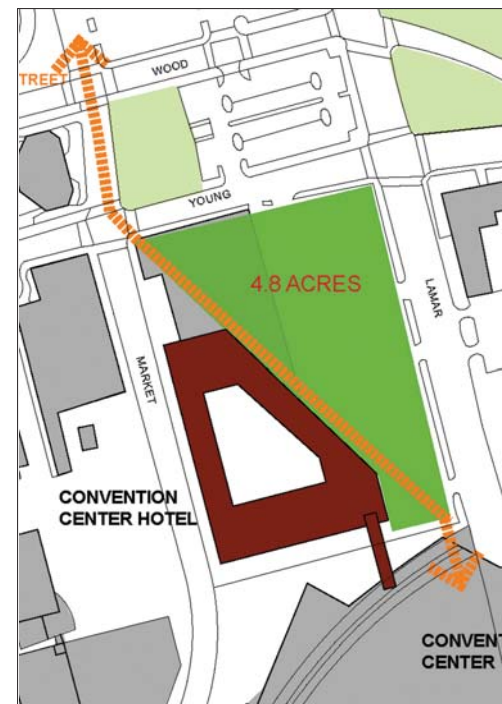 WOOD
TREET
YOUNG
4.8 ACRES
LAMAR
MARKET
CONVENTION
CENTER HOTEL
CONVENT
CENTER